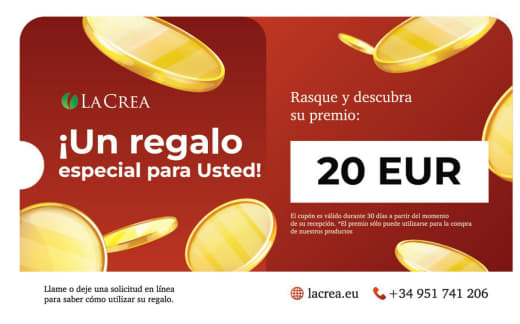 LACREA
¡Un regalo
especial para Usted!
Rasque y descubra
su premio:
20 EUR
El cupón es válido durante 30 días a partir del momento
de su recepción. *El premio sólo puede utilizarse para la compra
de nuestros productos
Llame o deje una solicitud en línea
para saber cómo utilizar su regalo.
lacrea.eu
+34 951 741 206